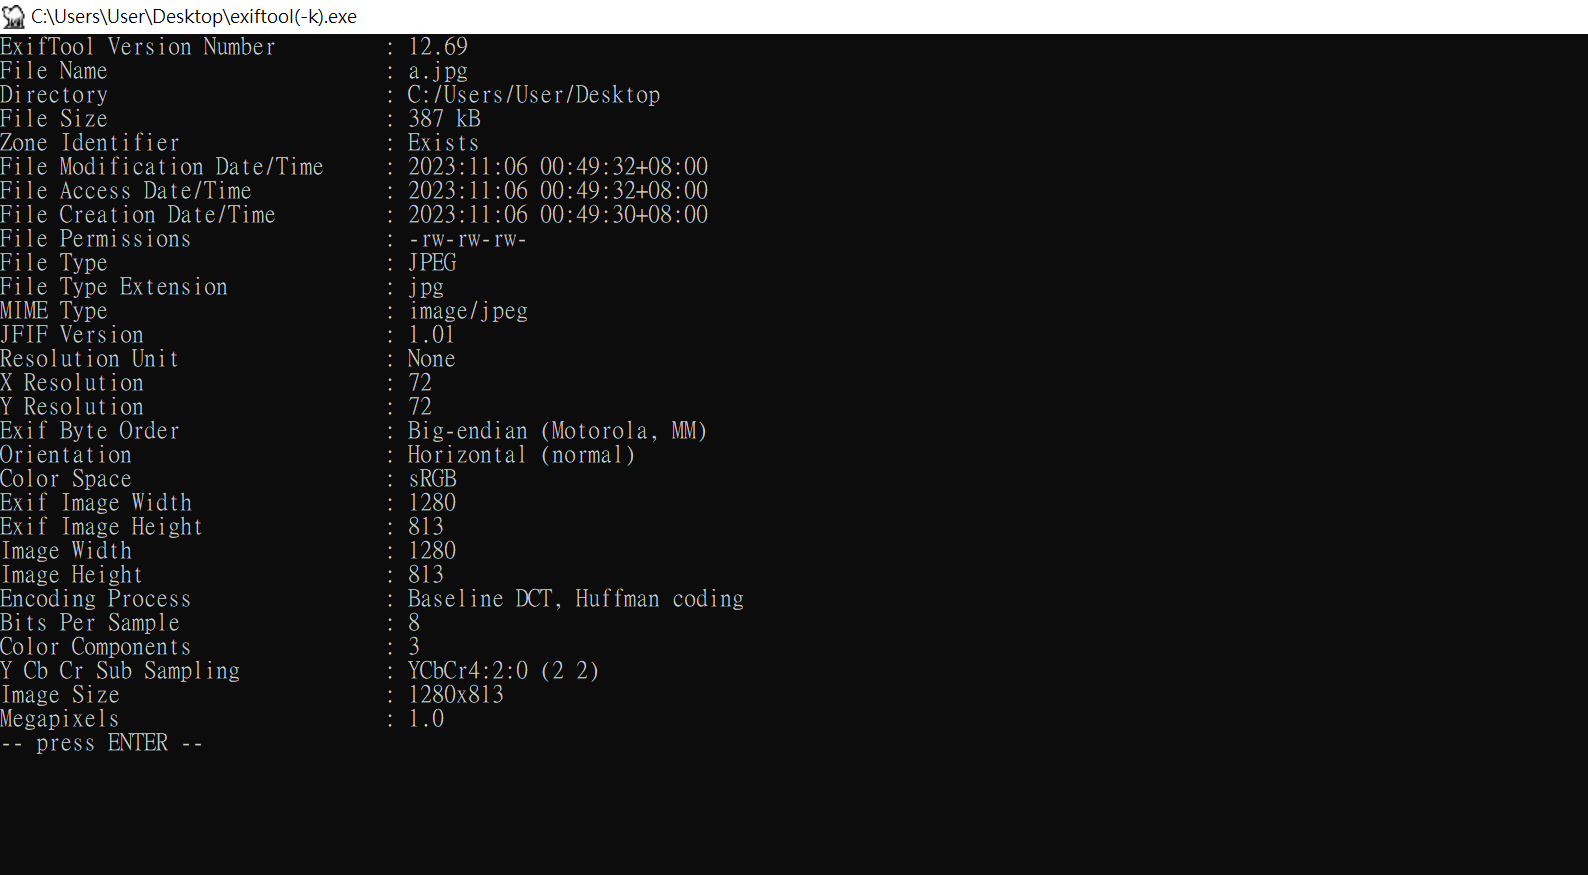 C:\Users\User\Desktop\exiftool(-k).exe
ExifTool Version Number : 12.69
File Name : a.jpg
Directory : C:/Users/User/Desktop
File Size : 387 kB
Zone Identifier : Exists
File Modification Date/Time : 2023:11:06 00:49:32+08:00
File Access Date/Time : 2023:11:06 00:49:32+08:00
File Creation Date/Time : 2023:11:06 00:49:30+08:00
File Permissions : -rw-rw-rw-
File Type : JPEG
File Type Extension : jpg
MIME Type : image/jpeg
JFIF Version : 1.01
Resolution Unit : None
X Resolution : 72
Y Resolution : 72
Exif Byte Order : Big-endian (Motorola, MM)
Orientation : Horizontal (normal)
Color Space : sRGB
Exif Image Width : 1280
Exif Image Height : 813
Image Width : 1280
Image Height : 813
Encoding Process : Baseline DCT, Huffman coding
Bits Per Sample : 8
Color Components : 3
Y Cb Cr Sub Sampling : YCbCr4:2:0 (2 2)
Image Size : 1280x813
Megapixels : 1.0
-- press ENTER --